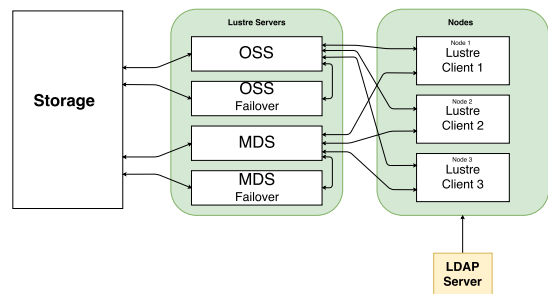 Lustre Servers
Nodes
Storage
OSS
OSS
Failover
MDS
MDS
Failover
Node 1
Lustre
Client 1
Node 2
Lustre
Client 2
Node 3
Lustre
Client 3
LDAP
Server